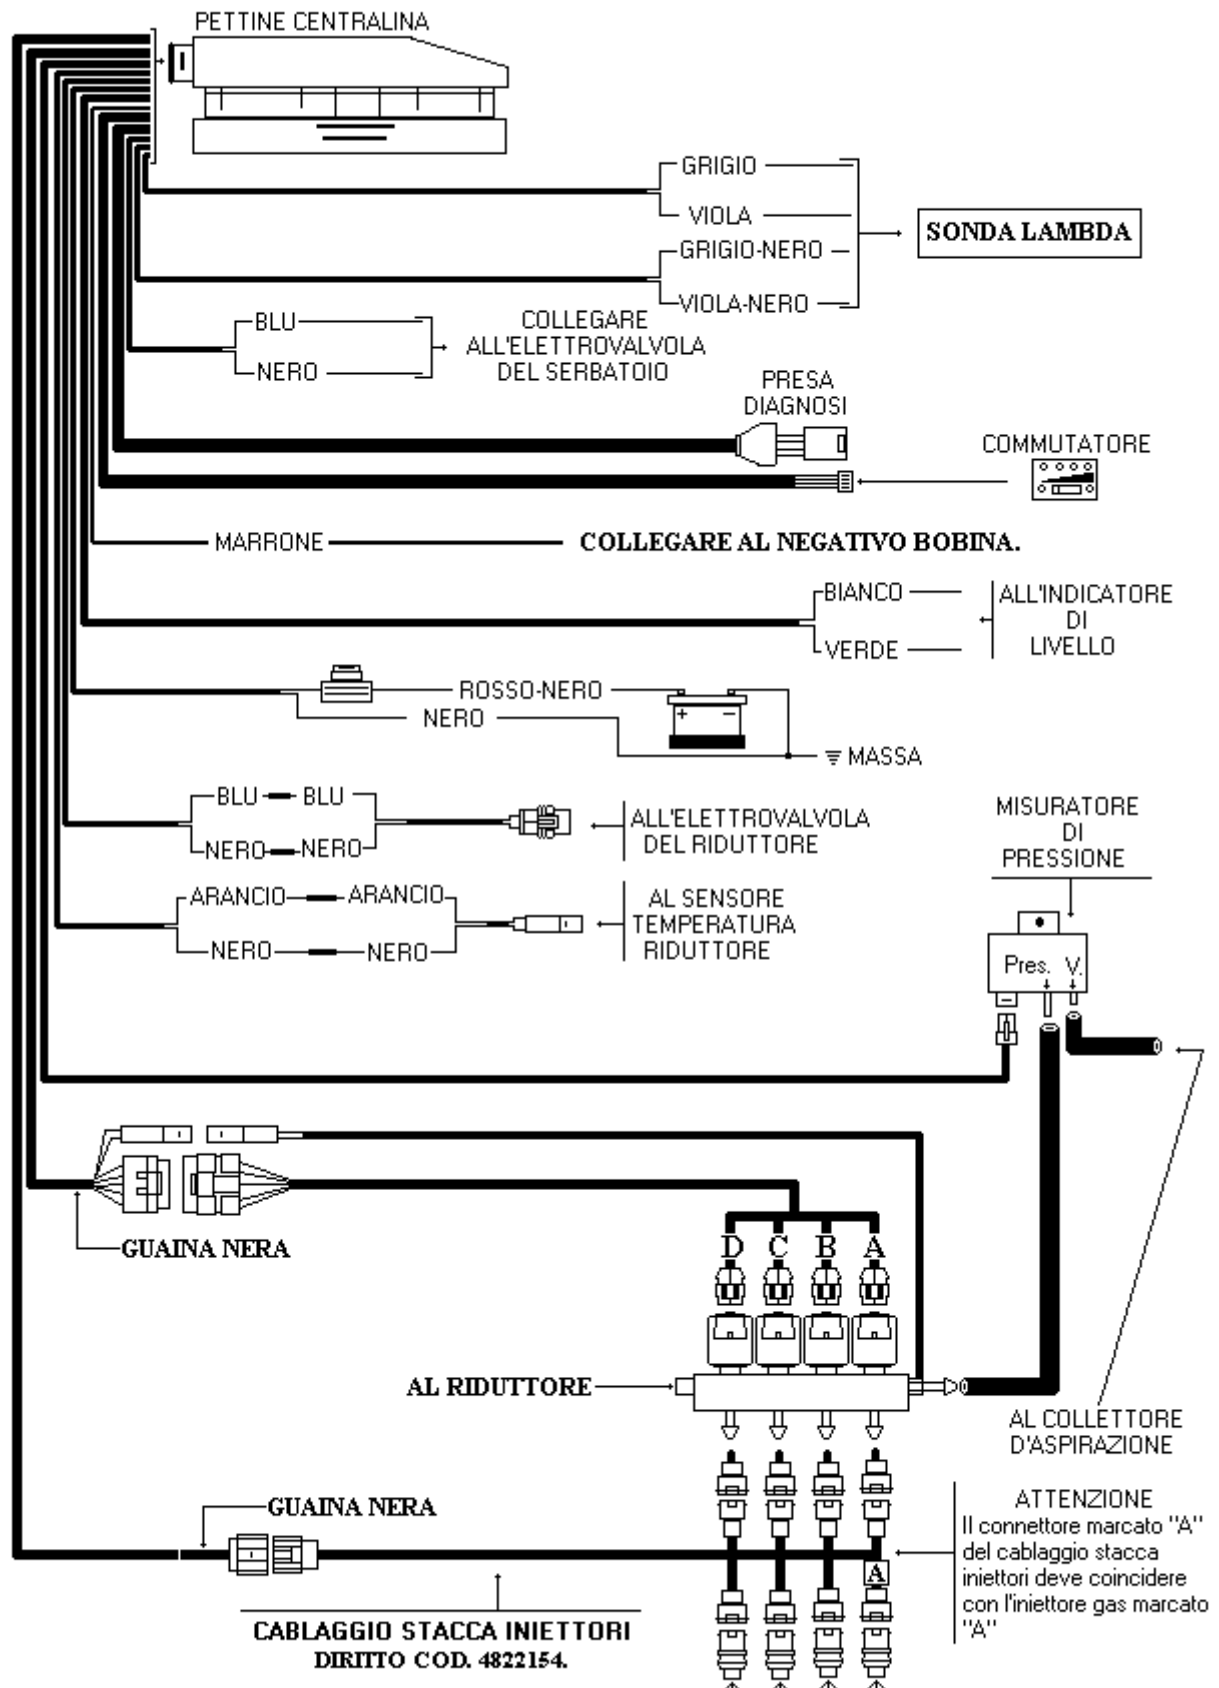 PETTINE CENTRALINA
GRIGIO
VIOLA
GRIGIO-NERO
VIOLA-NERO
SONDA LAMBDA
BLU
NERO
COLLEGARE
ALL'ELETTROVALVOLA
DEL SERBATOIO
PRESA
DIAGNOSI
COMMUTATORE
MARRONE
COLLEGARE AL NEGATIVO BOBINA.
BIANCO
VERDE
ALL'INDICATORE
DI
LIVELLO
ROSSO-NERO
NERO
+ −
MASSA
BLU BLU
NERO NERO
ALL'ELETTROVALVOLA
DEL RIDUTTORE
MISURATORE
DI
PRESSIONE
ARANCIO ARANCIO
NERO NERO
AL SENSORE
TEMPERATURA
RIDUTTORE
Pres. V.
GUAINA NERA
D C B A
AL RIDUTTORE
AL COLLETTORE
D'ASPIRAZIONE
GUAINA NERA
A
ATTENZIONE
Il connettore marcato "A"
del cablaggio stacca
iniettori deve coincidere
con l'iniettore gas marcato
"A"
CABLAGGIO STACCA INIETTORI
DIRITTO COD. 4822154.